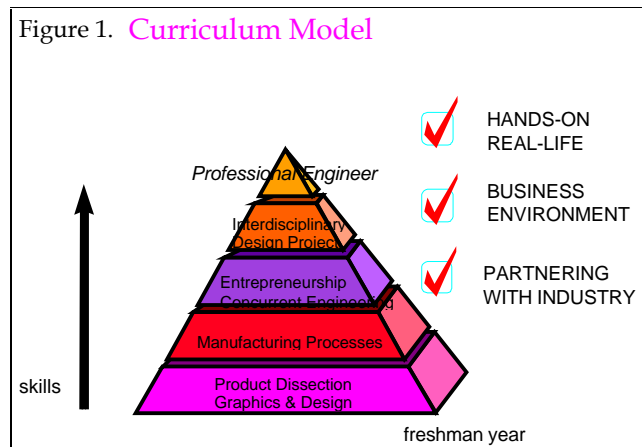 Figure 1. Curriculum Model
HANDS-ON
REAL-LIFE
BUSINESS
ENVIRONMENT
PARTNERING
WITH INDUSTRY
Professional Engineer
Interdisciplinary
Design Project
Entrepreneurship
Concurrent Engineering
Manufacturing Processes
Product Dissection
Graphics & Design
skills
freshman year